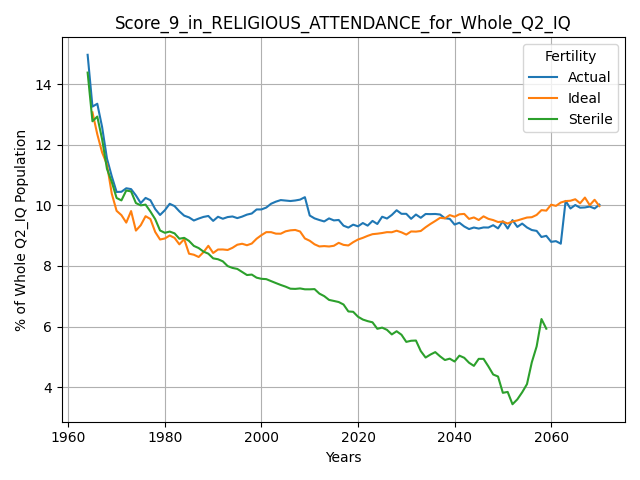 Score_9_in_RELIGIOUS_ATTENDANCE_for_Whole_Q2_IQ
Fertility
Actual
Ideal
Sterile
% of Whole Q2_IQ Population
14
12
10
8
6
4
1960
1980
2000
2020
2040
2060
Years